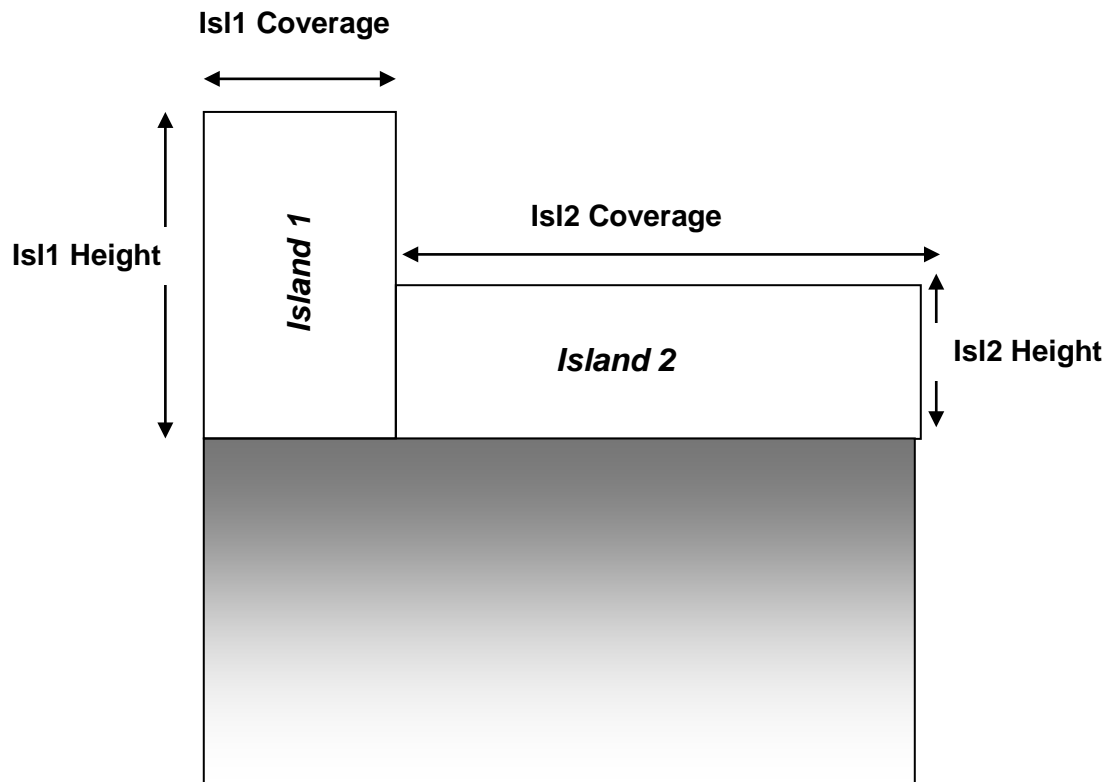 Isl1 Coverage
Isl1 Height
Island 1
Isl2 Coverage
Island 2
Isl2 Height